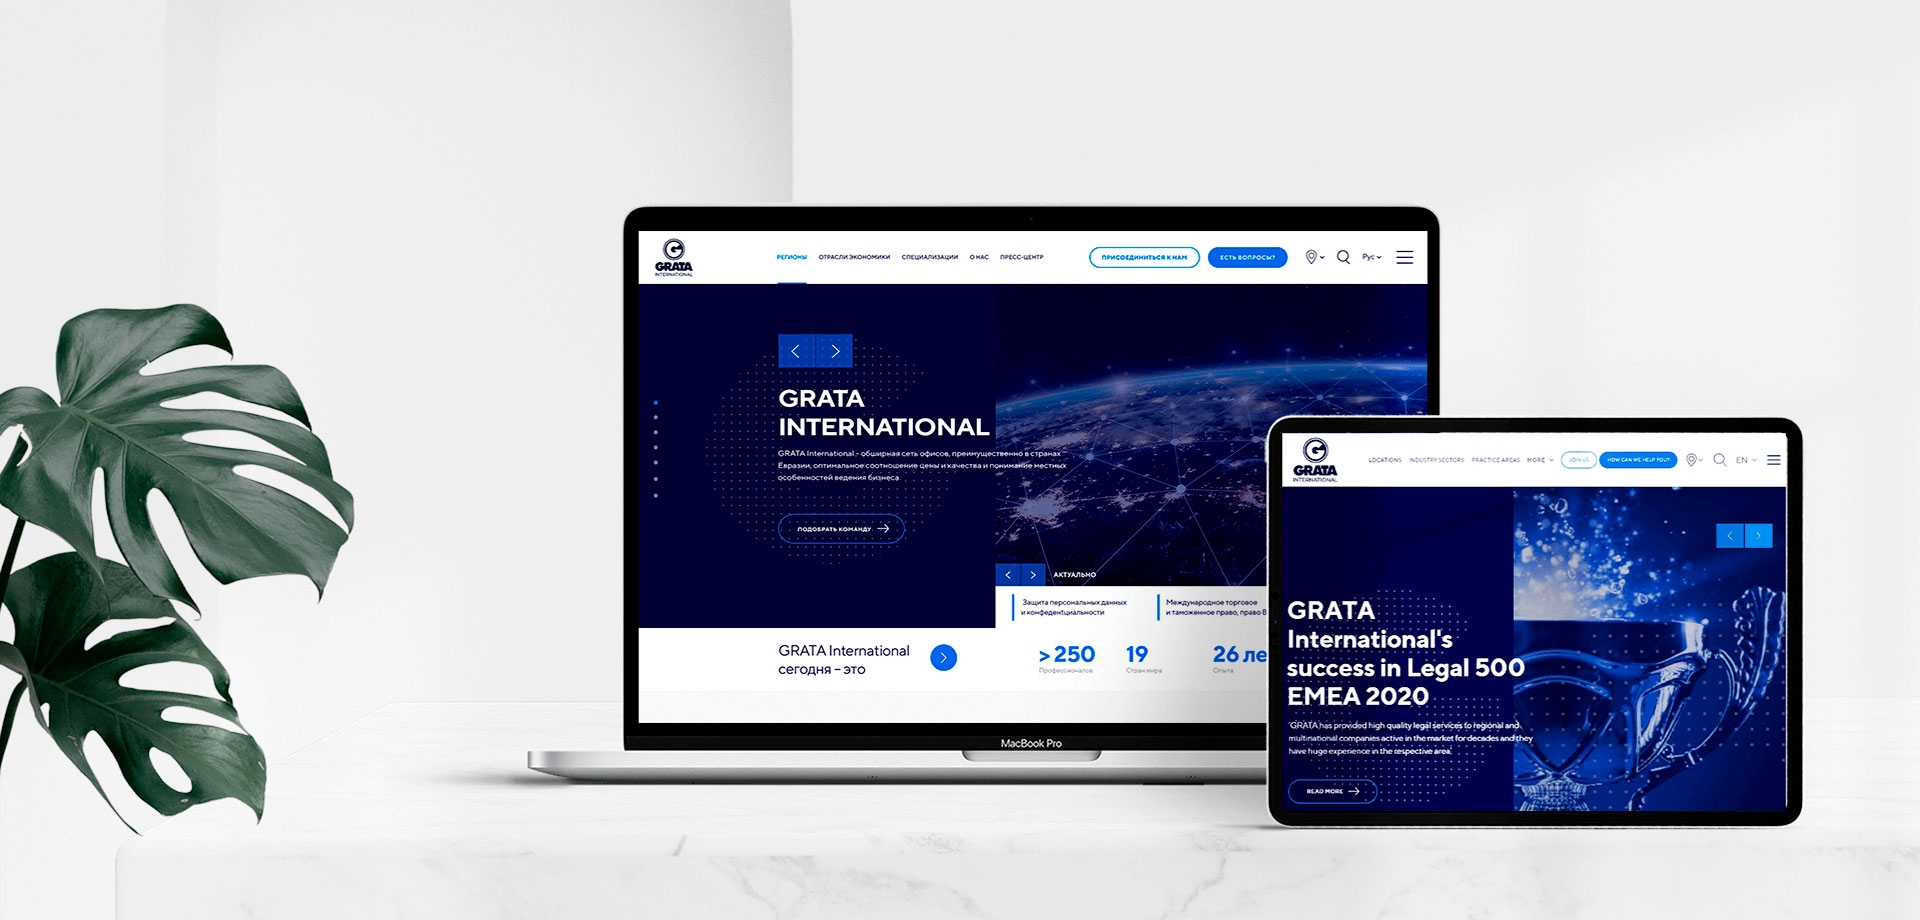 GRATA
INTERNATIONAL
РЕГИОНЫ ОТРАСЛИ ЭКОНОМИКИ СПЕЦИАЛИЗАЦИИ О НАС ПРЕСС-ЦЕНТР ПРИСОЕДИНИТЬСЯ К НАМ ЕСТЬ ВОПРОСЫ? Рус
GRATA
INTERNATIONAL
GRATA International - обширная сеть офисов, преимущественно в странах
Евразии, оптимальное соотношение цены и качества и понимание местных
особенностей ведения бизнеса.
ПОДОБРАТЬ КОМАНДУ
АКТУАЛЬНО
Защита персональных данных
и конфеденциальности
Международное торговое
и таможенное право, право В
GRATA International
сегодня – это
> 250
Профессионалов
19
Стран мира
26 ле
Опыта
MacBook Pro
GRATA
INTERNATIONAL
LOCATIONS INDUSTRY SECTORS PRACTICE AREAS MORE JOIN US HOW CAN WE HELP YOU? EN
GRATA
International's
success in Legal 500
EMEA 2020
'GRATA has provided high quality legal services to regional and
multinational companies active in the market for decades and they
have huge experience in the respective area'.
READ MORE